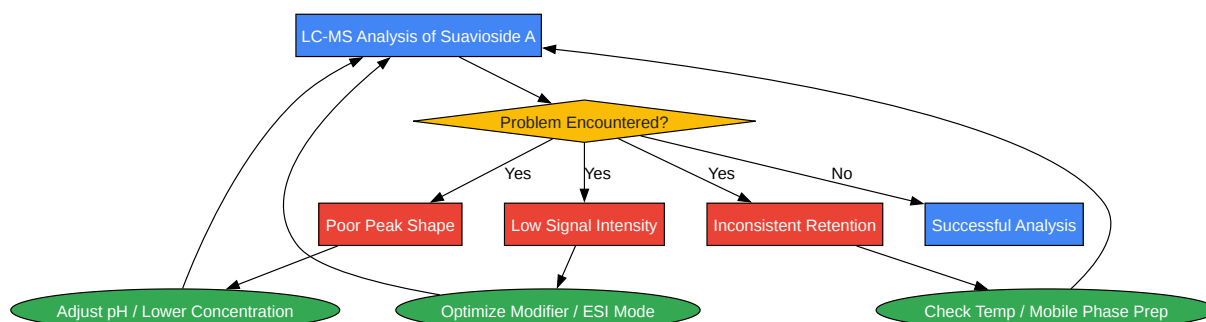 LC-MS Analysis of Suavioside A
Problem Encountered?
Yes
Yes
Yes
No
Poor Peak Shape
Low Signal Intensity
Inconsistent Retention
Successful Analysis
Adjust pH / Lower Concentration
Optimize Modifier / ESI Mode
Check Temp / Mobile Phase Prep